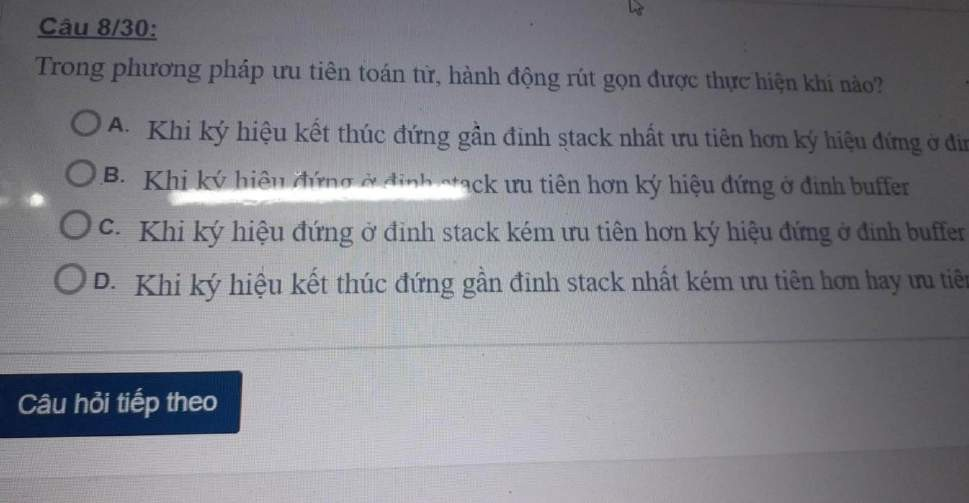 Câu 8/30:
Trong phương pháp ưu tiên toán tử, hành động rút gọn được thực hiện khi nào?
A. Khi ký hiệu kết thúc đứng gần đỉnh stack nhất ưu tiên hơn ký hiệu đứng ở
B. Khi ký hiệu đứng ở đỉnh stack ưu tiên hơn ký hiệu đứng ở đỉnh buffer
C. Khi ký hiệu đứng ở đỉnh stack kém ưu tiên hơn ký hiệu đứng ở đỉnh buffer
D. Khi ký hiệu kết thúc đứng gần đỉnh stack nhất kém ưu tiên hơn hay ưu
Câu hỏi tiếp theo